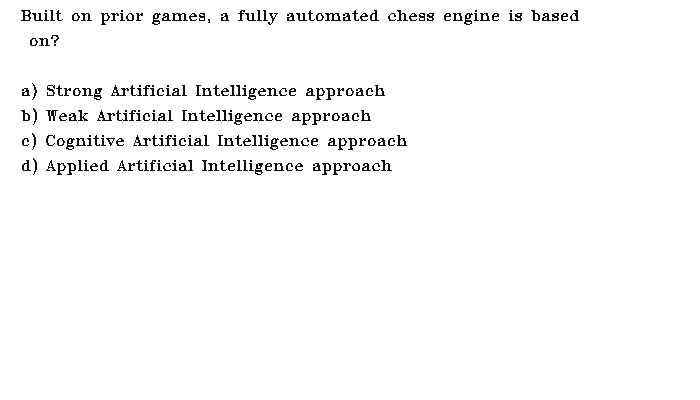 Built on prior games, a fully automated chess engine is based
on?
a) Strong Artificial Intelligence approach
b) Weak Artificial Intelligence approach
c) Cognitive Artificial Intelligence approach
d) Applied Artificial Intelligence approach